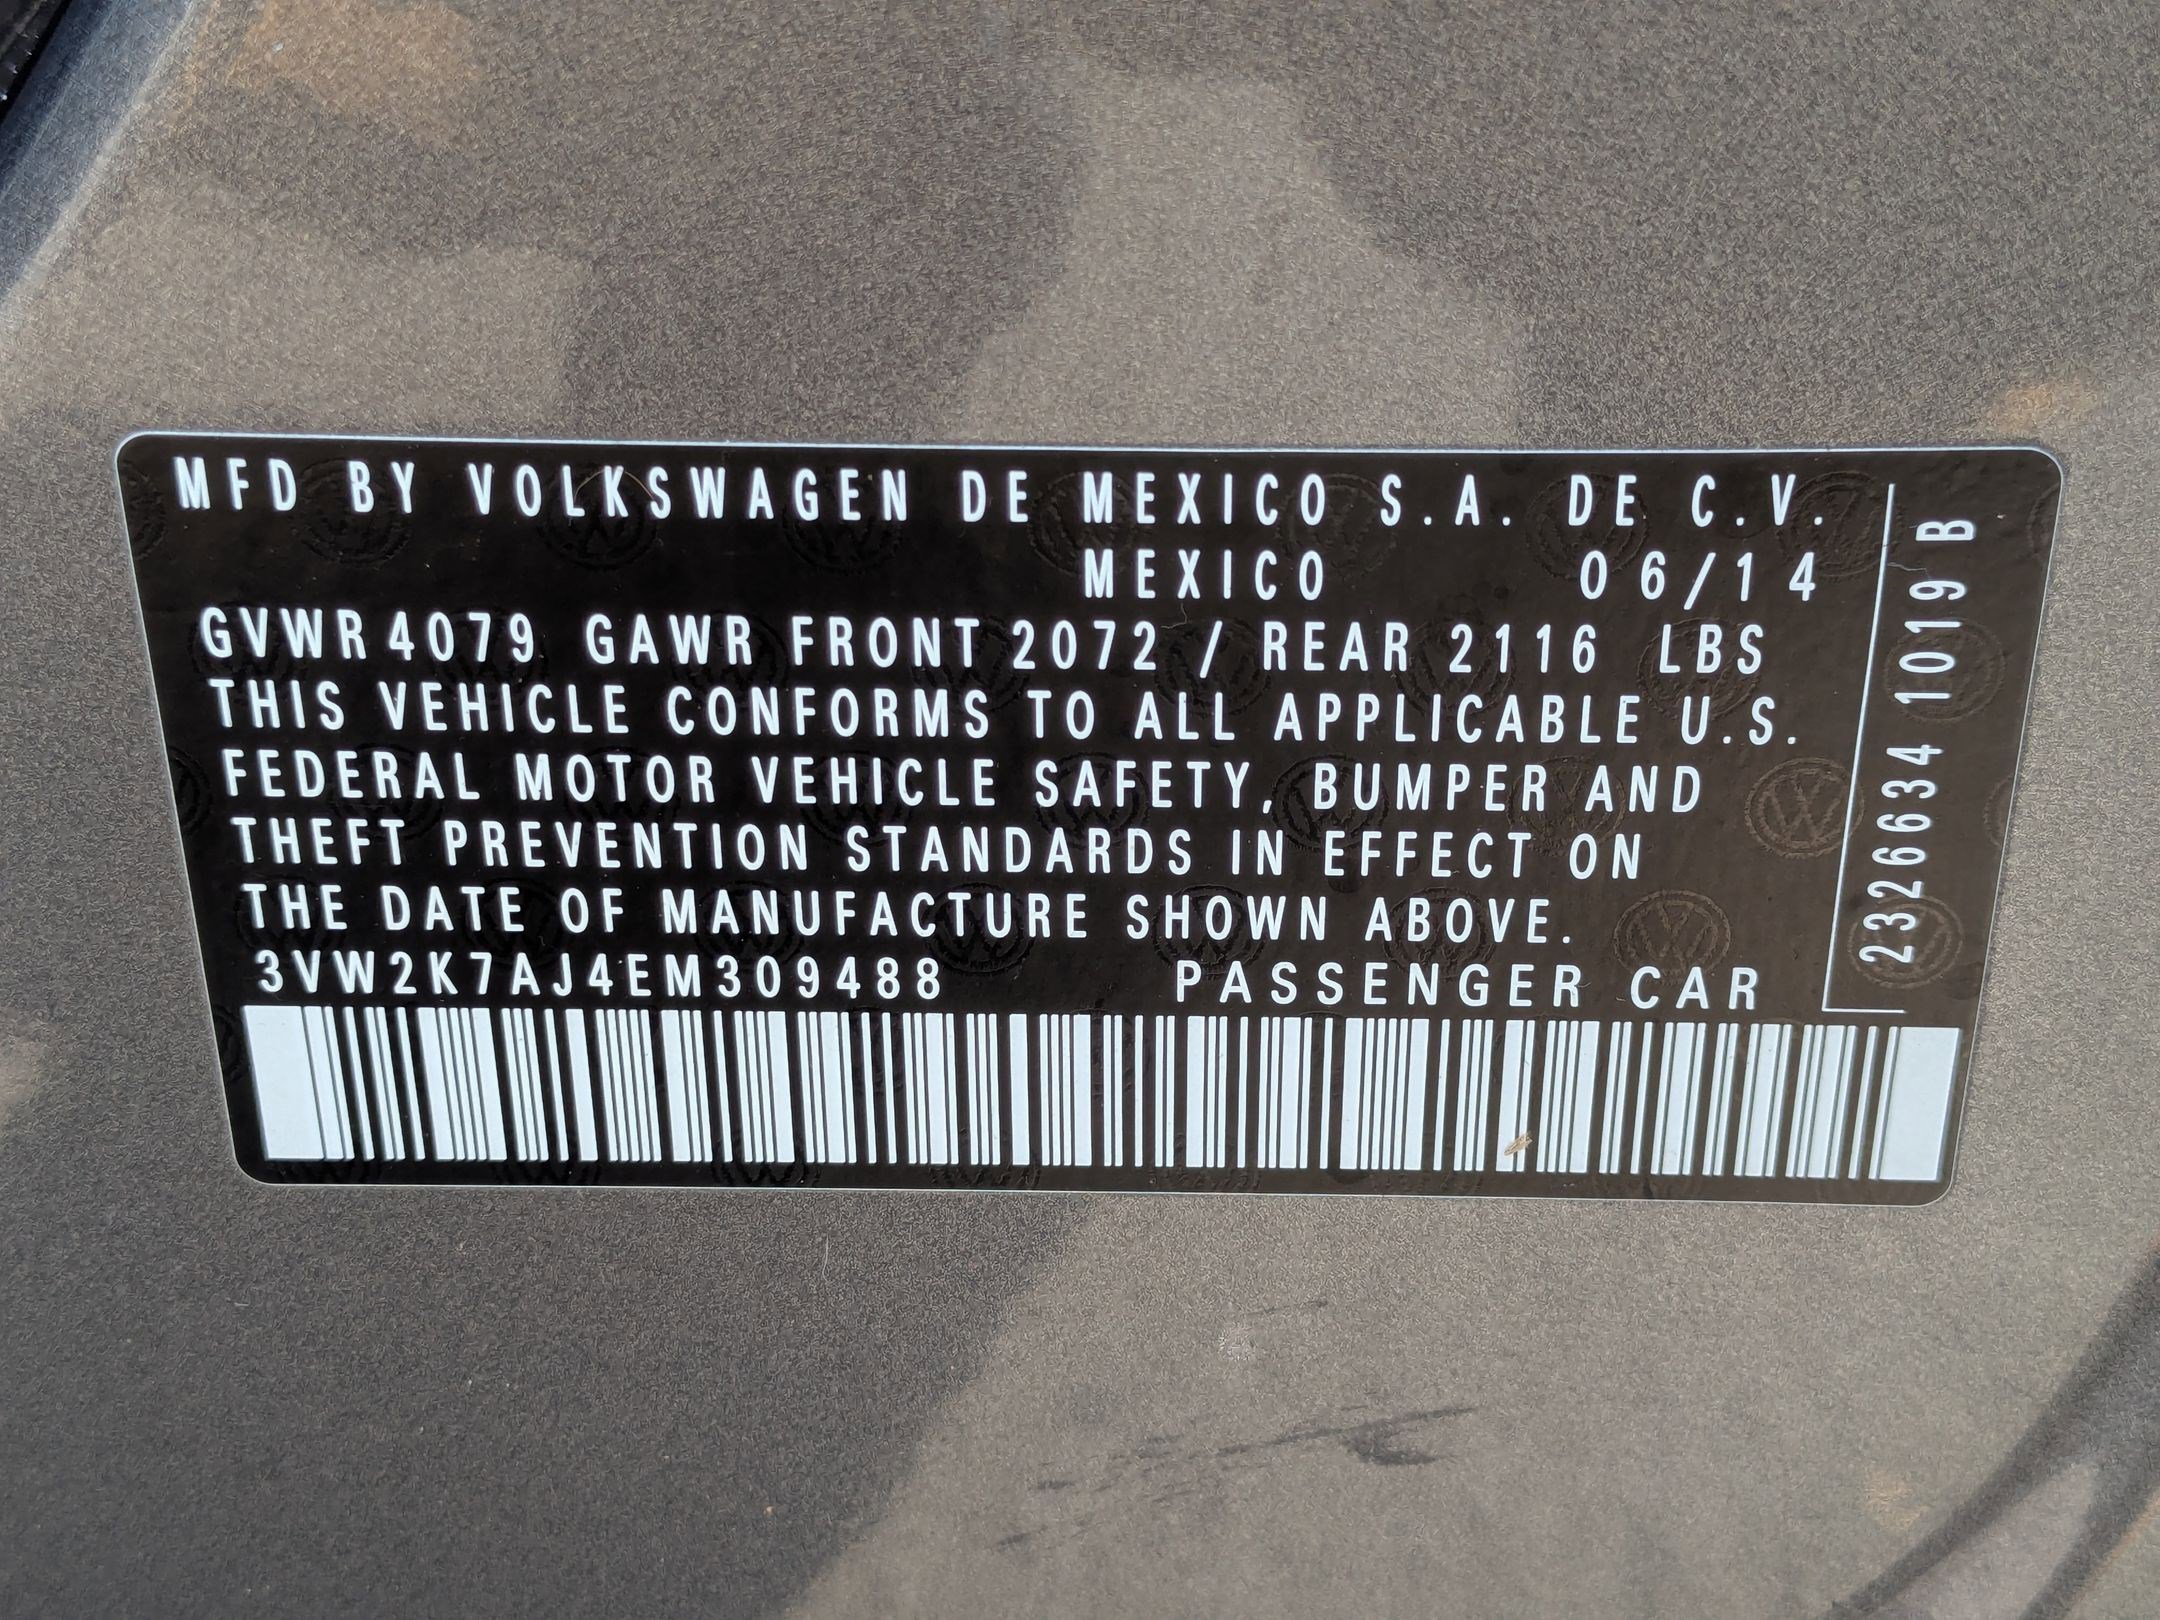 MFD BY VOLKSWAGEN DE MEXICO S.A. DE C.V.
MEXICO 06/14
GVWR 4079 GAWR FRONT 2072 / REAR 2116 LBS
THIS VEHICLE CONFORMS TO ALL APPLICABLE U.S.
FEDERAL MOTOR VEHICLE SAFETY, BUMPER AND
THEFT PREVENTION STANDARDS IN EFFECT ON
THE DATE OF MANUFACTURE SHOWN ABOVE.
3VW2K7AJ4EM309488 PASSENGER CAR
2326634 1019 B